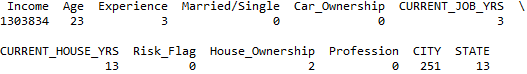 Income Age Experience Married/Single Car_Ownership CURRENT_JOB_YRS \
1303834 23 3 0 0 3
CURRENT_HOUSE_YRS Risk_Flag House_Ownership Profession CITY STATE
13 0 2 0 251 13